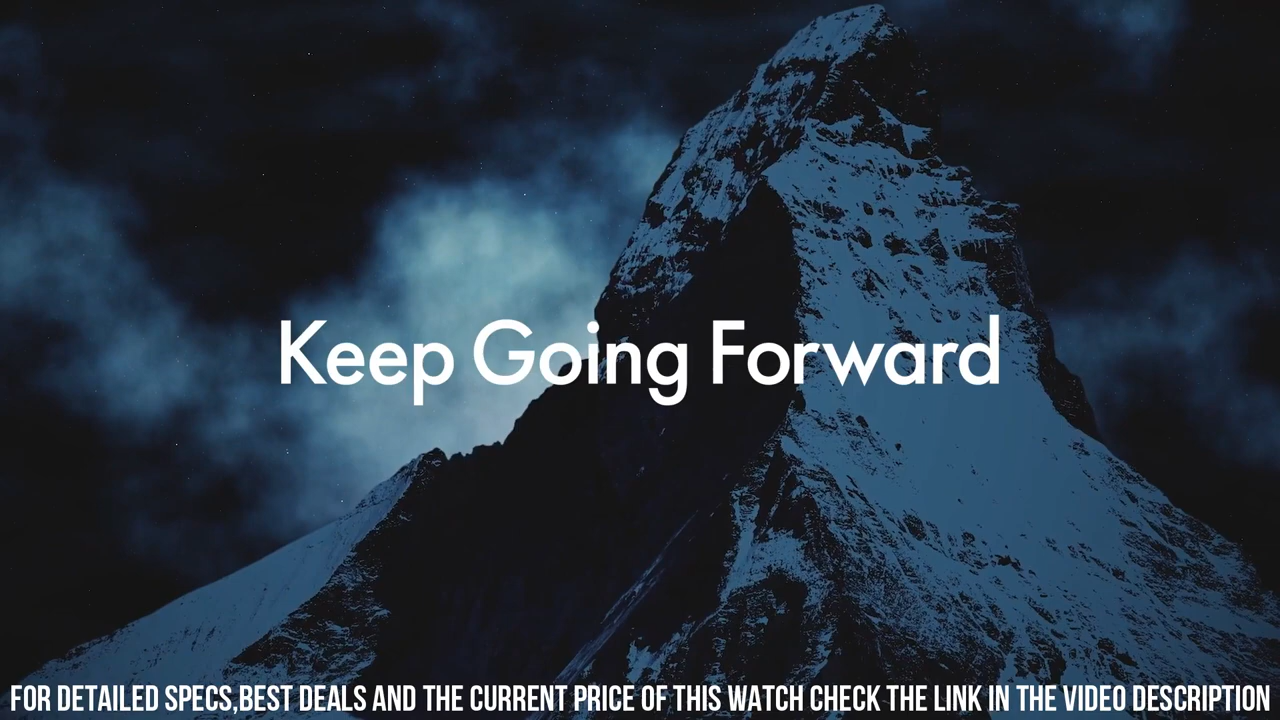 Keep Going Forward
FOR DETAILED SPECS,BEST DEALS AND THE CURRENT PRICE OF THIS WATCH CHECK THE LINK IN THE VIDEO DESCRIPTION